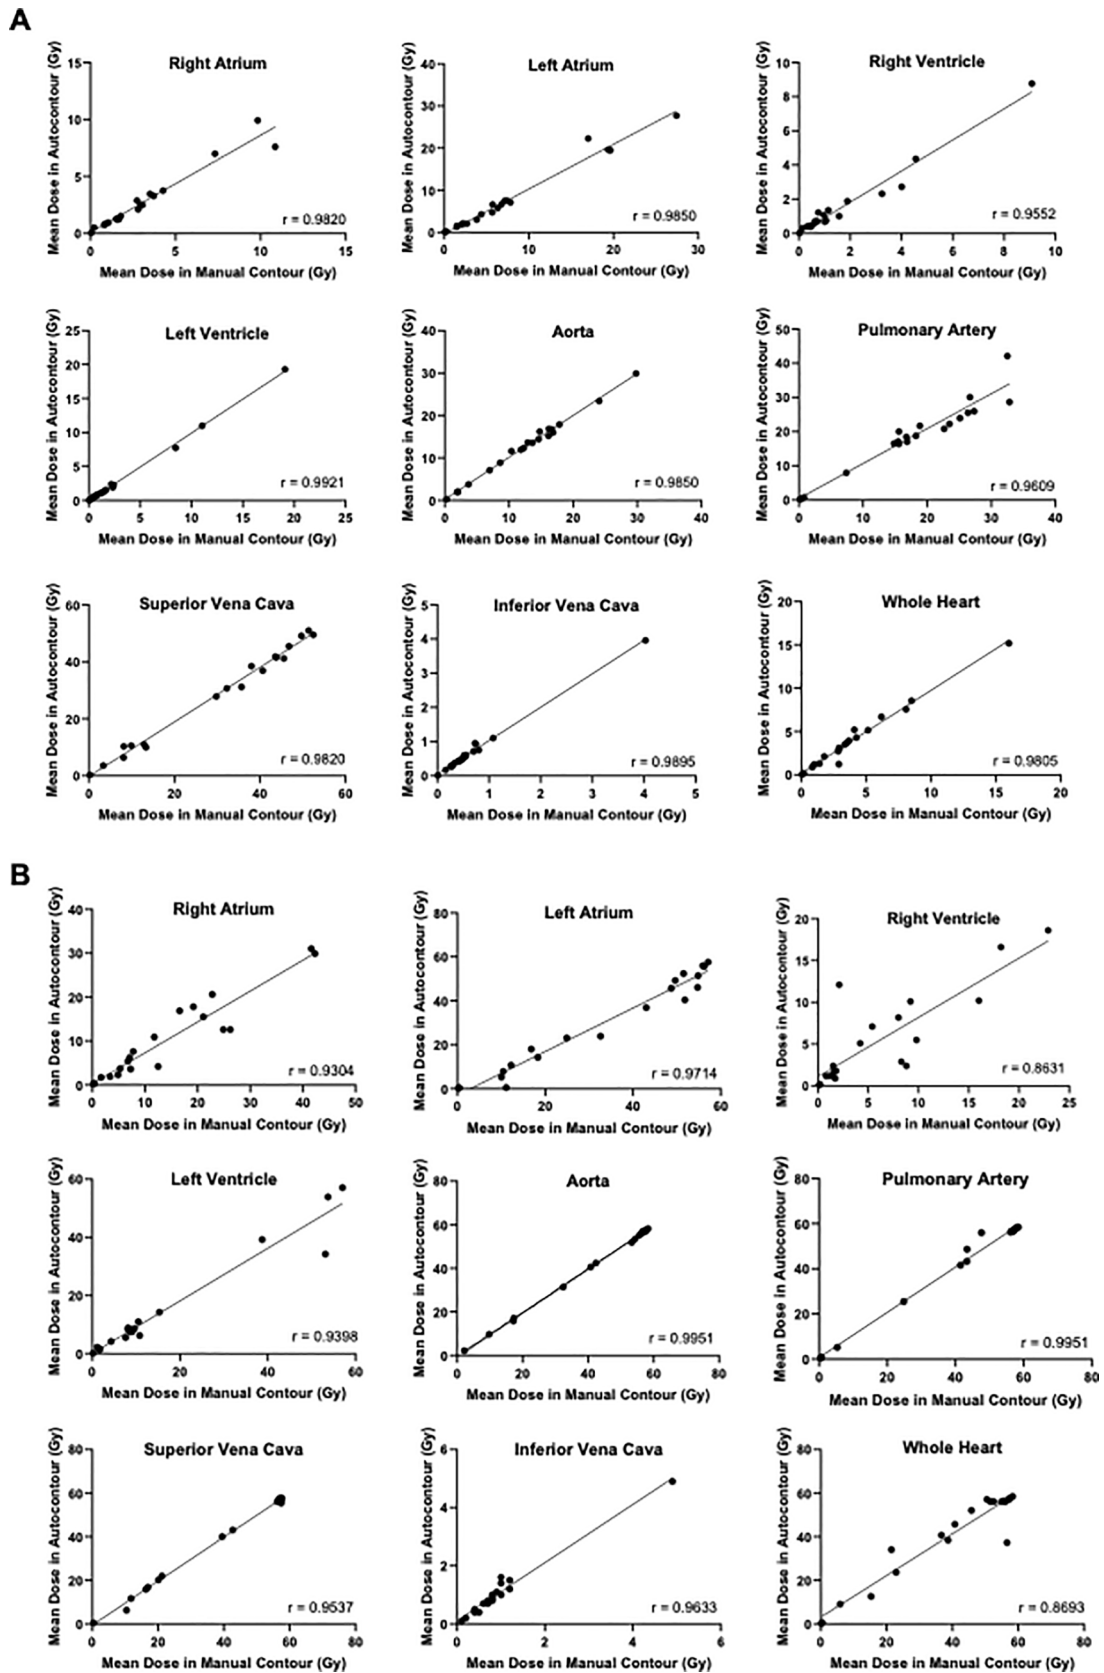 A
Right Atrium
Mean Dose in Autocontour (Gy)
15
10
5
0
r = 0.9820
0 5 10 15
Mean Dose in Manual Contour (Gy)
Left Atrium
Mean Dose in Autocontour (Gy)
40
30
20
10
0
r = 0.9850
0 10 20 30
Mean Dose in Manual Contour (Gy)
Right Ventricle
Mean Dose in Autocontour (Gy)
10
8
6
4
2
0
r = 0.9552
0 2 4 6 8 10
Mean Dose in Manual Contour (Gy)
Left Ventricle
Mean Dose in Autocontour (Gy)
25
20
15
10
5
0
r = 0.9921
0 5 10 15 20 25
Mean Dose in Manual Contour (Gy)
Aorta
Mean Dose in Autocontour (Gy)
40
30
20
10
0
r = 0.9850
0 10 20 30 40
Mean Dose in Manual Contour (Gy)
Pulmonary Artery
Mean Dose in Autocontour (Gy)
50
40
30
20
10
0
r = 0.9609
0 10 20 30 40
Mean Dose in Manual Contour (Gy)
Superior Vena Cava
Mean Dose in Autocontour (Gy)
60
40
20
0
r = 0.9820
0 20 40 60
Mean Dose in Manual Contour (Gy)
Inferior Vena Cava
Mean Dose in Autocontour (Gy)
5
4
3
2
1
0
r = 0.9895
0 1 2 3 4 5
Mean Dose in Manual Contour (Gy)
Whole Heart
Mean Dose in Autocontour (Gy)
20
15
10
5
0
r = 0.9805
0 5 10 15 20
Mean Dose in Manual Contour (Gy)
B
Right Atrium
Mean Dose in Autocontour (Gy)
40
30
20
10
0
r = 0.9304
0 10 20 30 40 50
Mean Dose in Manual Contour (Gy)
Left Atrium
Mean Dose in Autocontour (Gy)
80
60
40
20
0
r = 0.9714
0 20 40 60
Mean Dose in Manual Contour (Gy)
Right Ventricle
Mean Dose in Autocontour (Gy)
20
15
10
5
0
r = 0.8631
0 5 10 15 20 25
Mean Dose in Manual Contour (Gy)
Left Ventricle
Mean Dose in Autocontour (Gy)
60
40
20
0
r = 0.9398
0 20 40 60
Mean Dose in Manual Contour (Gy)
Aorta
Mean Dose in Autocontour (Gy)
80
60
40
20
0
r = 0.9951
0 20 40 60 80
Mean Dose in Manual Contour (Gy)
Pulmonary Artery
Mean Dose in Autocontour (Gy)
80
60
40
20
0
r = 0.9951
0 20 40 60 80
Mean Dose in Manual Contour (Gy)
Superior Vena Cava
Mean Dose in Autocontour (Gy)
80
60
40
20
0
r = 0.9537
0 20 40 60 80
Mean Dose in Manual Contour (Gy)
Inferior Vena Cava
Mean Dose in Autocontour (Gy)
6
4
2
0
r = 0.9633
0 2 4 6
Mean Dose in Manual Contour (Gy)
Whole Heart
Mean Dose in Autocontour (Gy)
80
60
40
20
0
r = 0.8693
0 20 40 60 80
Mean Dose in Manual Contour (Gy)